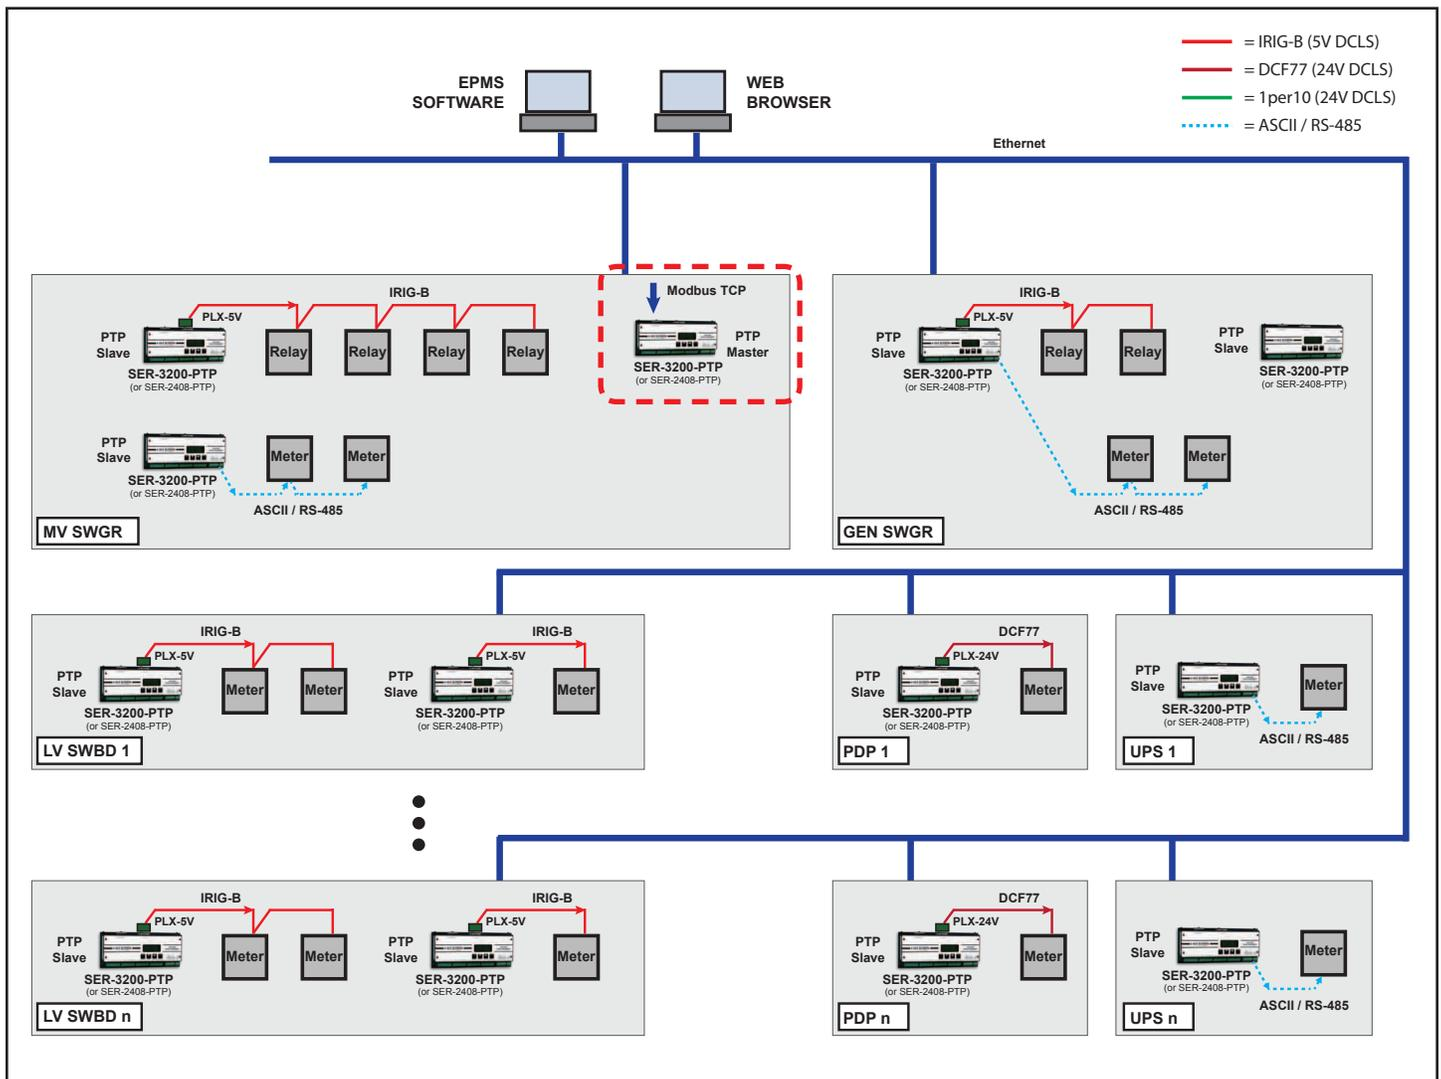 = IRIG-B (5V DCLS)
= DCF77 (24V DCLS)
= 1per10 (24V DCLS)
= ASCII / RS-485
EPMS
SOFTWARE
WEB
BROWSER
Ethernet
IRIG-B
PLX-5V
PTP
Slave
Relay
Relay
Relay
Relay
SER-3200-PTP
(or SER-2408-PTP)
Modbus TCP
PTP
Master
SER-3200-PTP
(or SER-2408-PTP)
PTP
Slave
Meter
Meter
SER-3200-PTP
(or SER-2408-PTP)
ASCII / RS-485
MV SWGR
IRIG-B
PLX-5V
PTP
Slave
Relay
Relay
SER-3200-PTP
(or SER-2408-PTP)
PTP
Slave
SER-3200-PTP
(or SER-2408-PTP)
Meter
Meter
ASCII / RS-485
GEN SWGR
IRIG-B
PLX-5V
PTP
Slave
Meter
Meter
SER-3200-PTP
(or SER-2408-PTP)
IRIG-B
PLX-5V
PTP
Slave
Meter
SER-3200-PTP
(or SER-2408-PTP)
LV SWBD 1
DCF77
PLX-24V
PTP
Slave
Meter
SER-3200-PTP
(or SER-2408-PTP)
PDP 1
PTP
Slave
Meter
SER-3200-PTP
(or SER-2408-PTP)
ASCII / RS-485
UPS 1
IRIG-B
PLX-5V
PTP
Slave
Meter
Meter
SER-3200-PTP
(or SER-2408-PTP)
IRIG-B
PLX-5V
PTP
Slave
Meter
SER-3200-PTP
(or SER-2408-PTP)
LV SWBD n
DCF77
PLX-24V
PTP
Slave
Meter
SER-3200-PTP
(or SER-2408-PTP)
PDP n
PTP
Slave
Meter
SER-3200-PTP
(or SER-2408-PTP)
ASCII / RS-485
UPS n